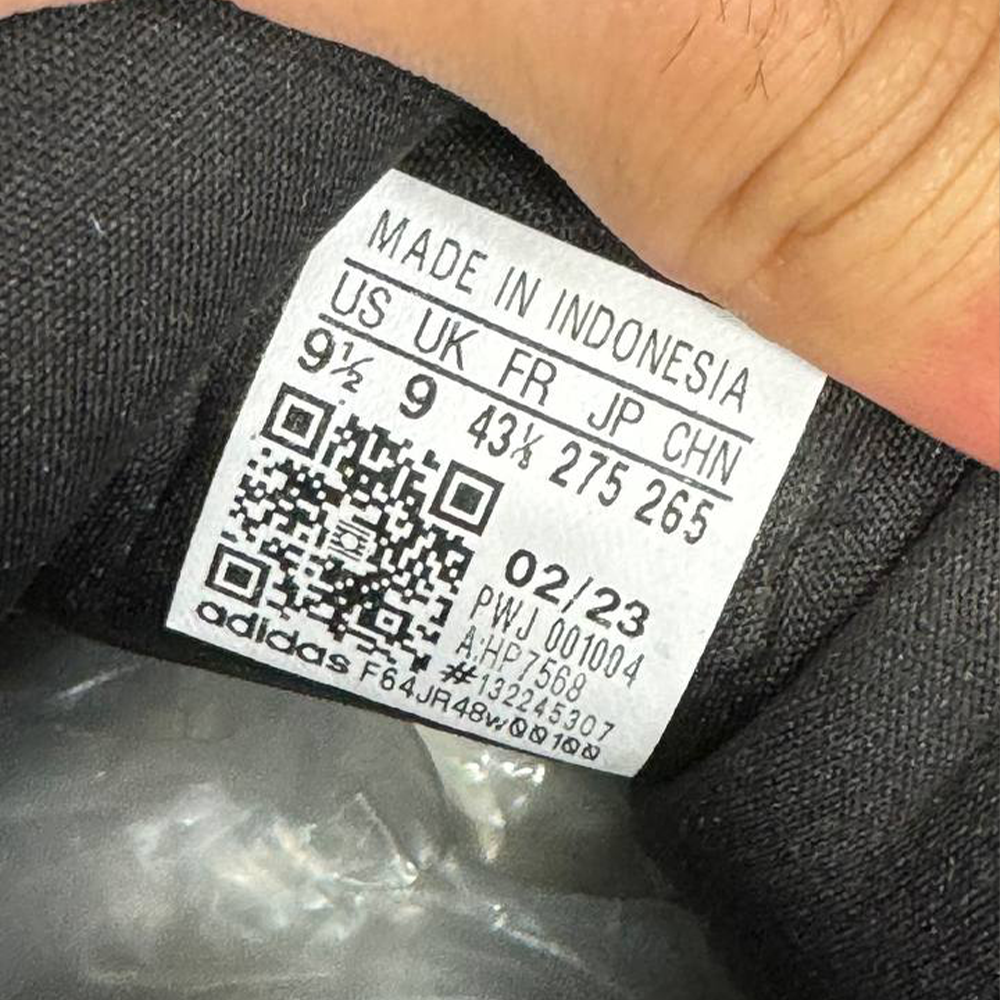 MADE IN INDONESIA
US UK FR JP CHN
9½ 9 43⅓ 275 265
02/23
PWJ 001004
A:HP7568
#132245307
adidas F64JR48w00100